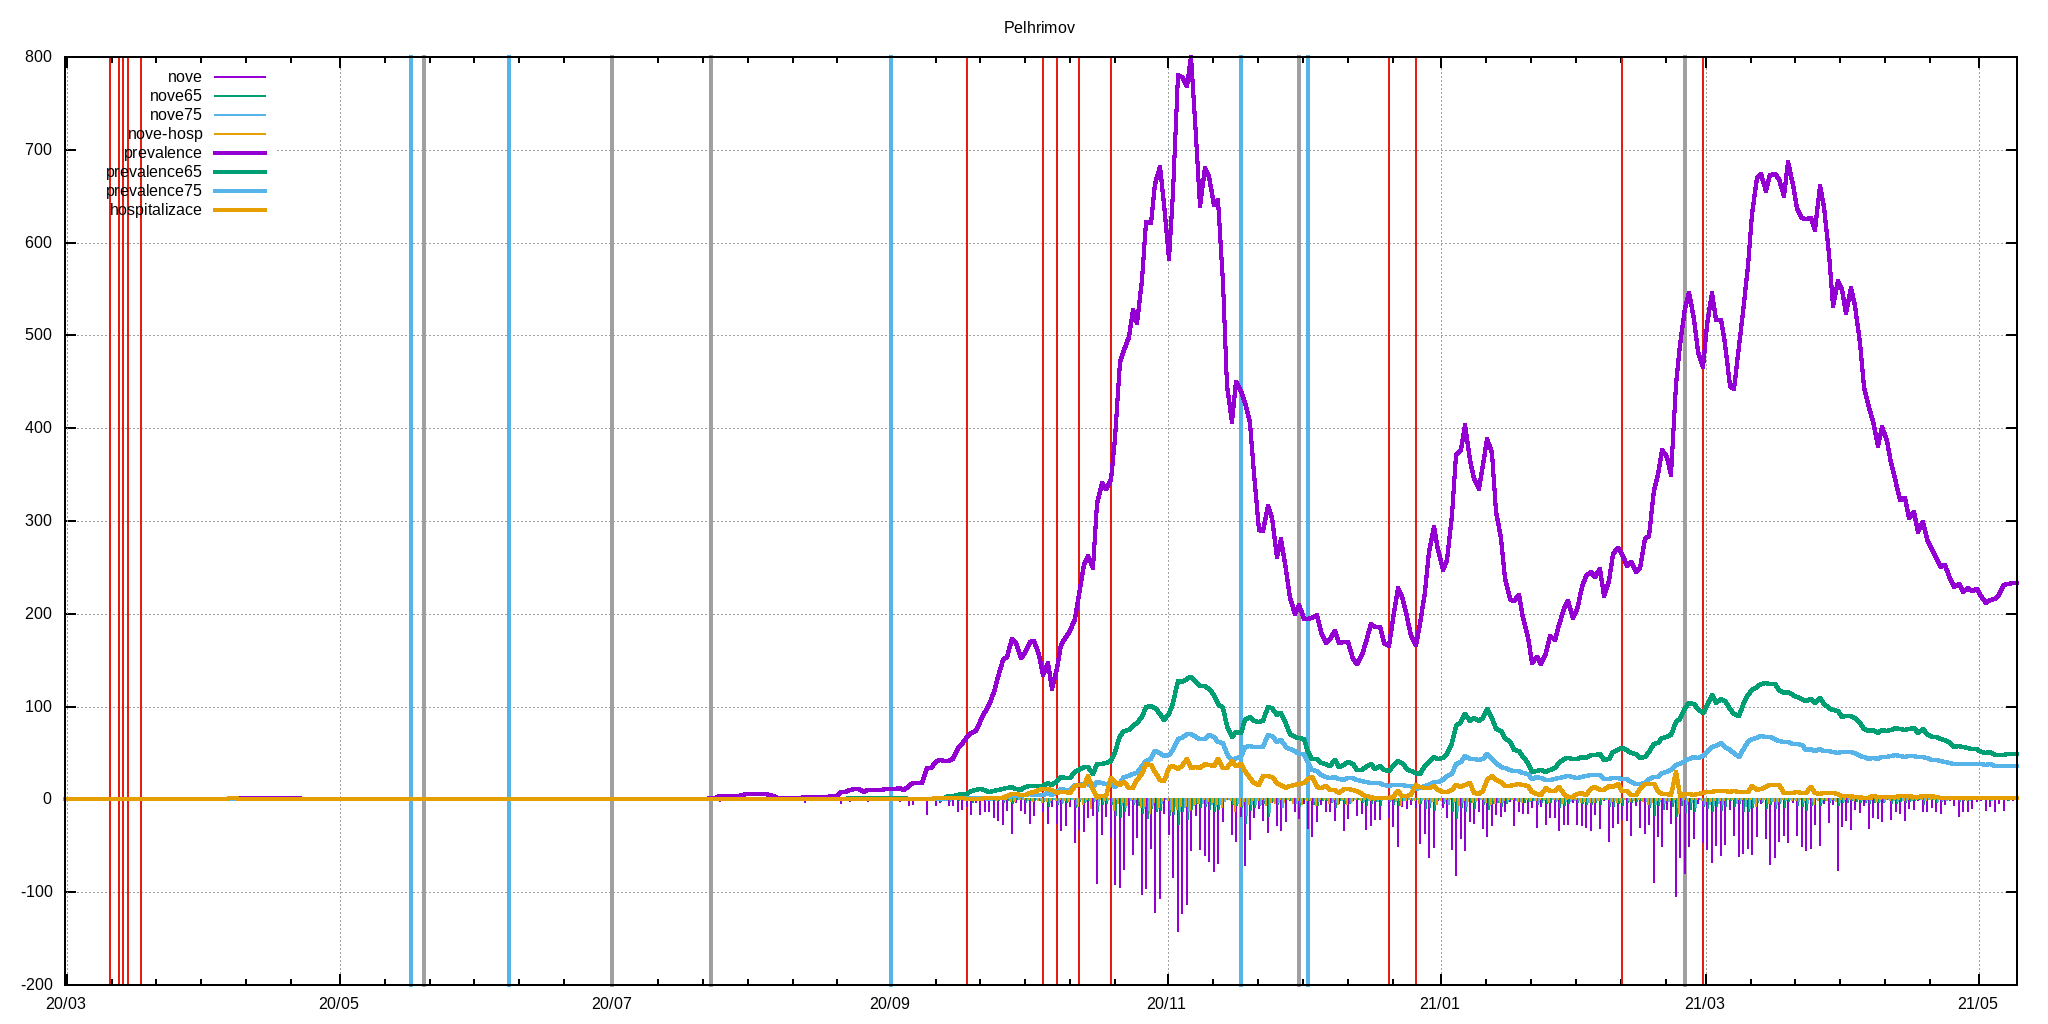 Pelhrimov
800
700
600
500
400
300
200
100
0
-100
-200
nove
nove65
nove75
nove-hosp
prevalence
prevalence65
prevalence75
hospitalizace
20/03 20/05 20/07 20/09 20/11 21/01 21/03 21/05